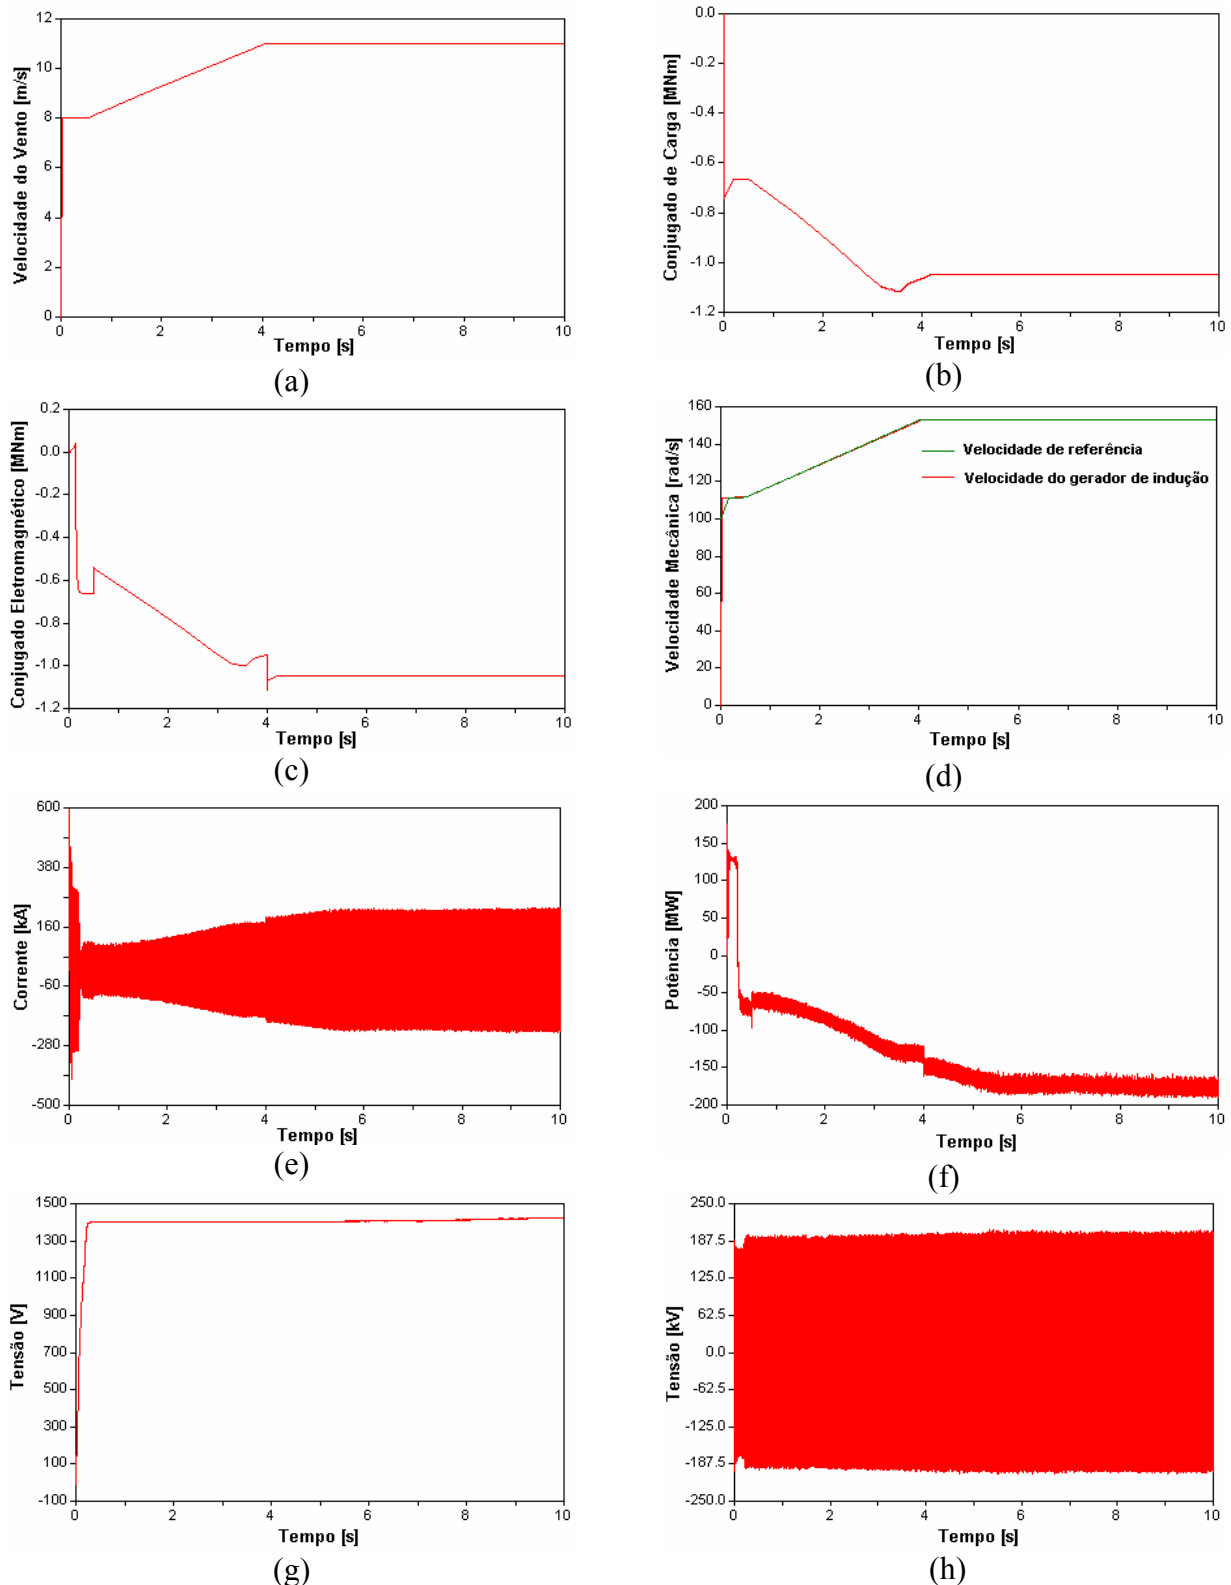 Velocidade do Vento [m/s]
12
10
8
6
4
2
0
0 2 4 6 8 10
Tempo [s]
(a)
Conjugado de Carga [MNm]
0.0
-0.2
-0.4
-0.6
-0.8
-1.0
-1.2
0 2 4 6 8 10
Tempo [s]
(b)
Conjugado Eletromagnético [MNm]
0.2
0.0
-0.2
-0.4
-0.6
-0.8
-1.0
-1.2
0 2 4 6 8 10
Tempo [s]
(c)
Velocidade Mecânica [rad/s]
160
140
120
100
80
60
40
20
0
Velocidade de referência
Velocidade do gerador de indução
0 2 4 6 8 10
Tempo [s]
(d)
Corrente [kA]
600
380
160
-60
-280
-500
0 2 4 6 8 10
Tempo [s]
(e)
Potência [MW]
200
150
100
50
0
-50
-100
-150
-200
0 2 4 6 8 10
Tempo [s]
(f)
Tensão [V]
1500
1300
1100
900
700
500
300
100
-100
0 2 4 6 8 10
Tempo [s]
(g)
Tensão [kV]
250.0
187.5
125.0
62.5
0.0
-62.5
-125.0
-187.5
-250.0
0 2 4 6 8 10
Tempo [s]
(h)